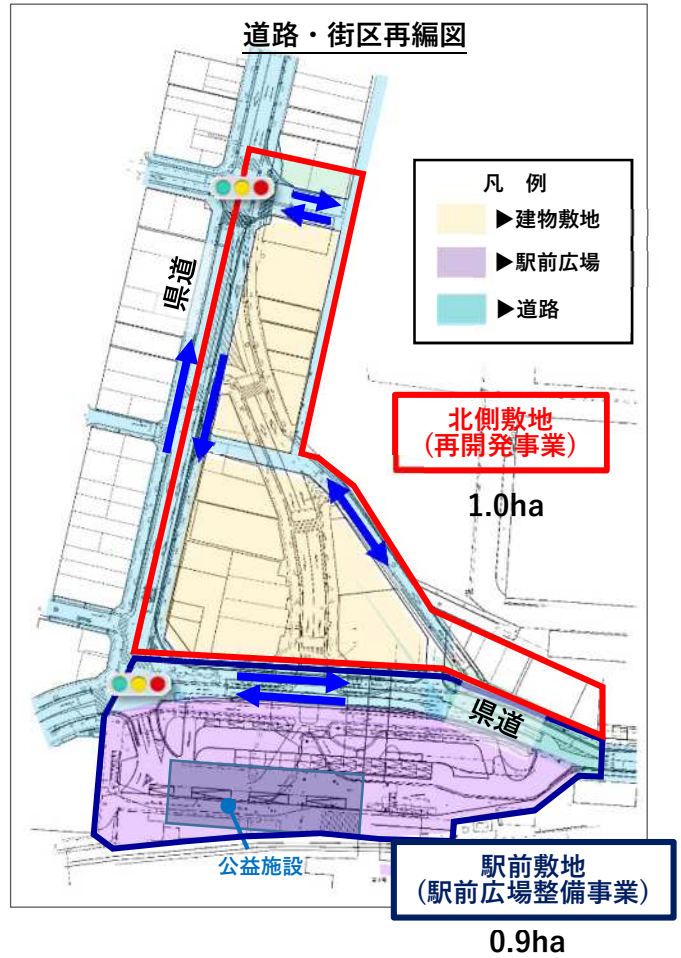 道路・街区再編図
凡 例
▶建物敷地
▶駅前広場
▶道路
県道
北側敷地
(再開発事業)
1.0ha
県道
公益施設
駅前敷地
(駅前広場整備事業)
0.9ha